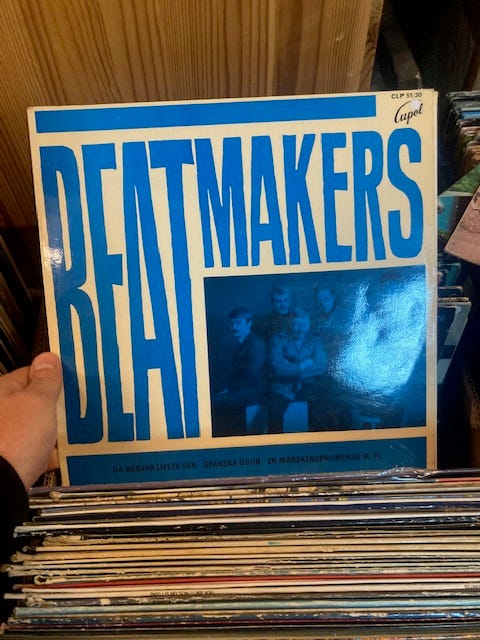 CLP 51 30
Cupol
BEATMAKERS
DÅ BÖRJAR LIVETS VÅR - SPANSKA ÖGON - EN MÅNSKENSPROMENAD M. FL.